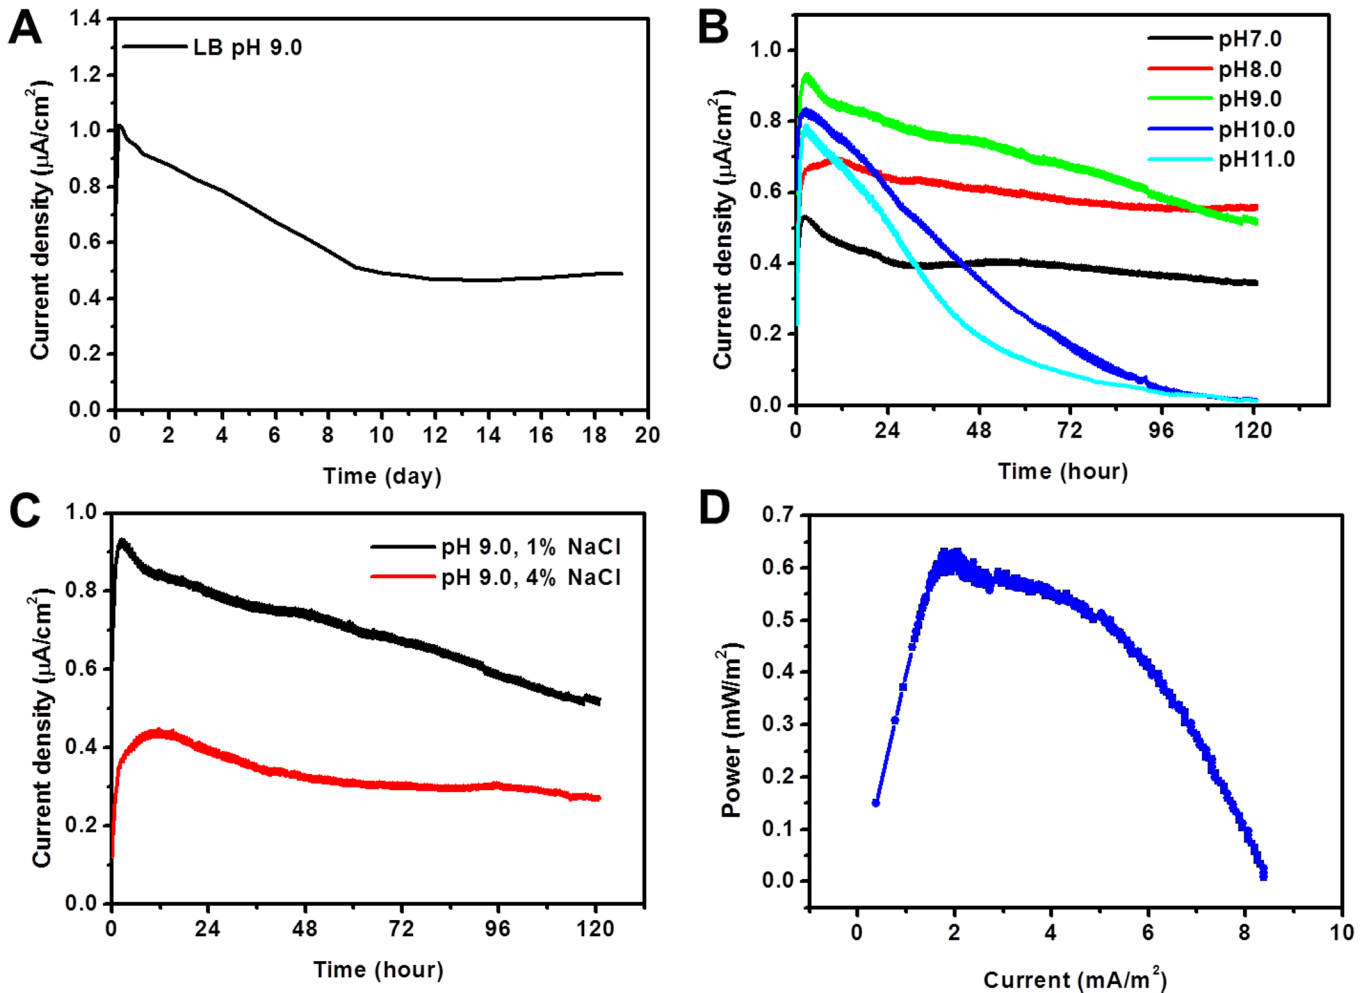 A
LB pH 9.0
Current density (μA/cm²)
1.4
1.2
1.0
0.8
0.6
0.4
0.2
0.0
0 2 4 6 8 10 12 14 16 18 20
Time (day)
B
pH7.0
pH8.0
pH9.0
pH10.0
pH11.0
Current density (μA/cm²)
1.0
0.8
0.6
0.4
0.2
0.0
0 24 48 72 96 120
Time (hour)
C
pH 9.0, 1% NaCl
pH 9.0, 4% NaCl
Current density (μA/cm²)
1.0
0.8
0.6
0.4
0.2
0.0
0 24 48 72 96 120
Time (hour)
D
Power (mW/m²)
0.7
0.6
0.5
0.4
0.3
0.2
0.1
0.0
0 2 4 6 8 10
Current (mA/m²)